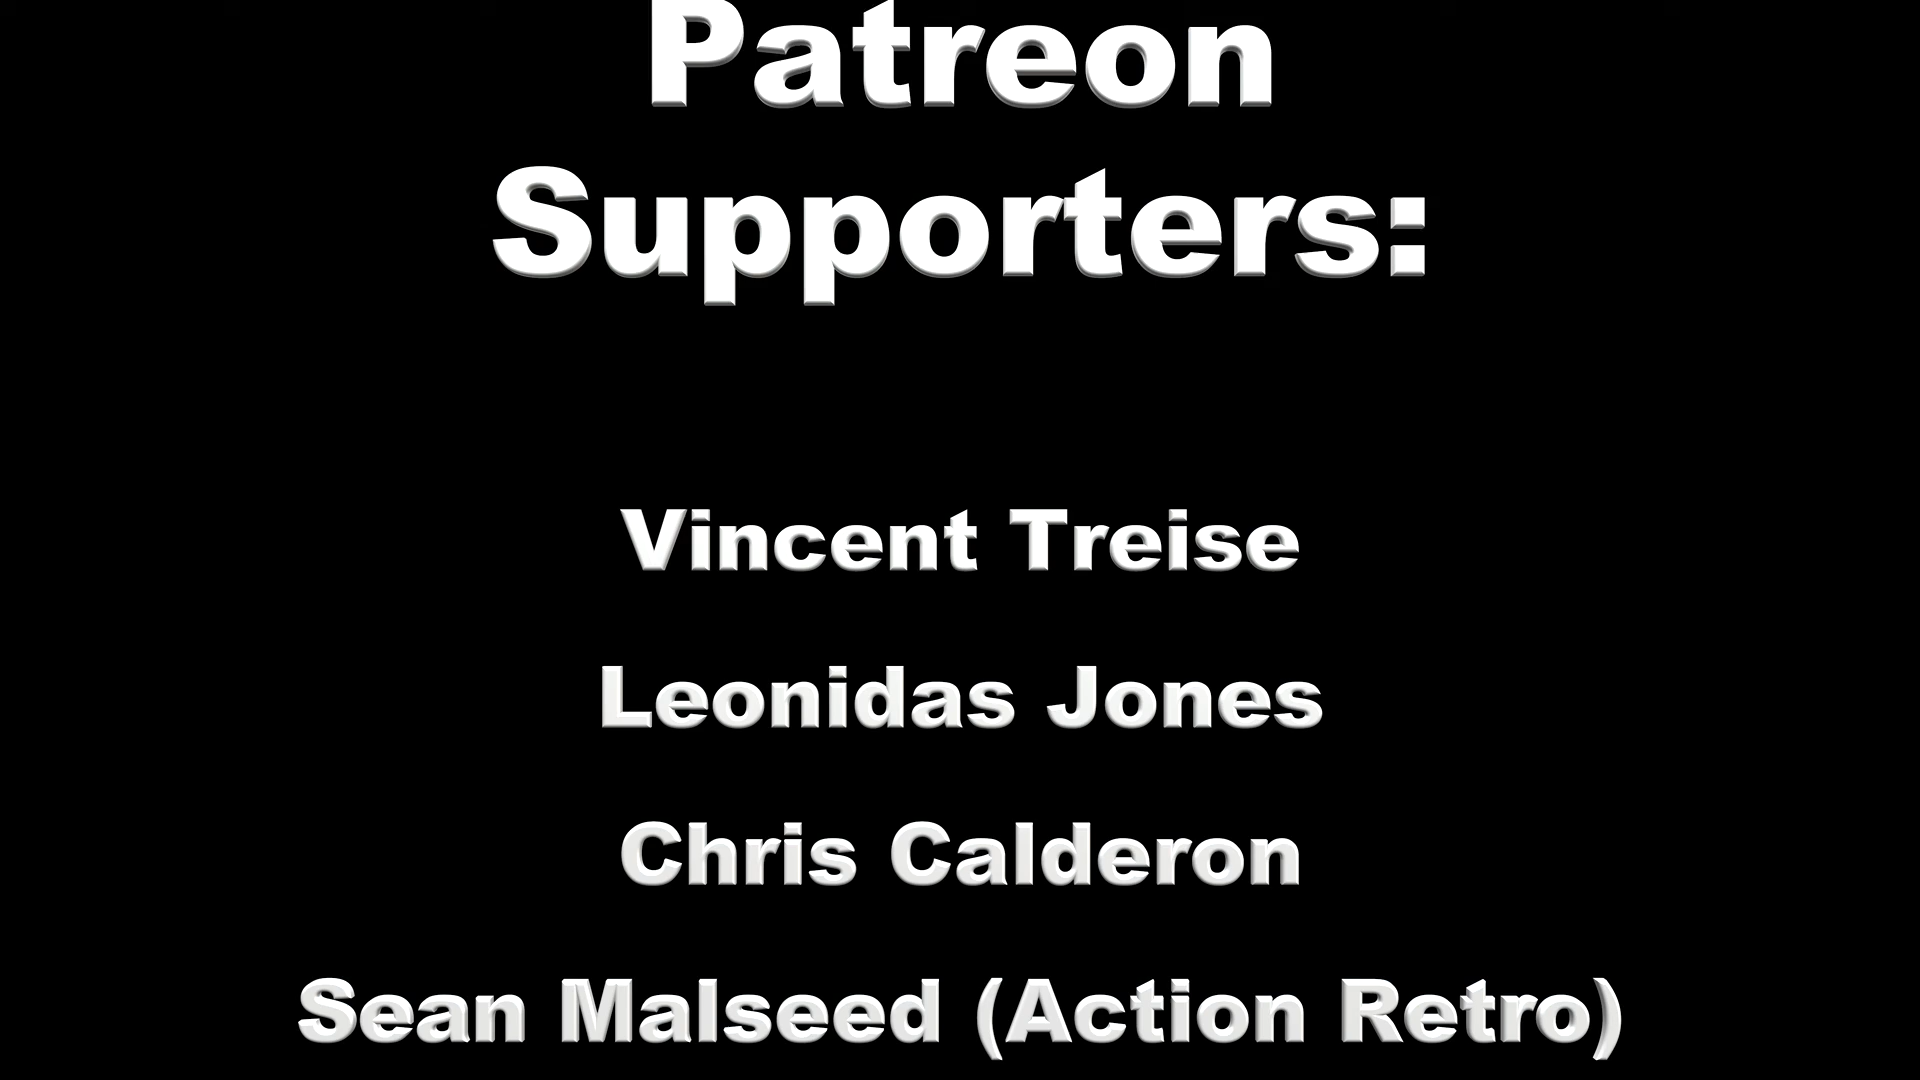 Patreon
Supporters:
Vincent Treise
Leonidas Jones
Chris Calderon
Sean Malseed (Action Retro)